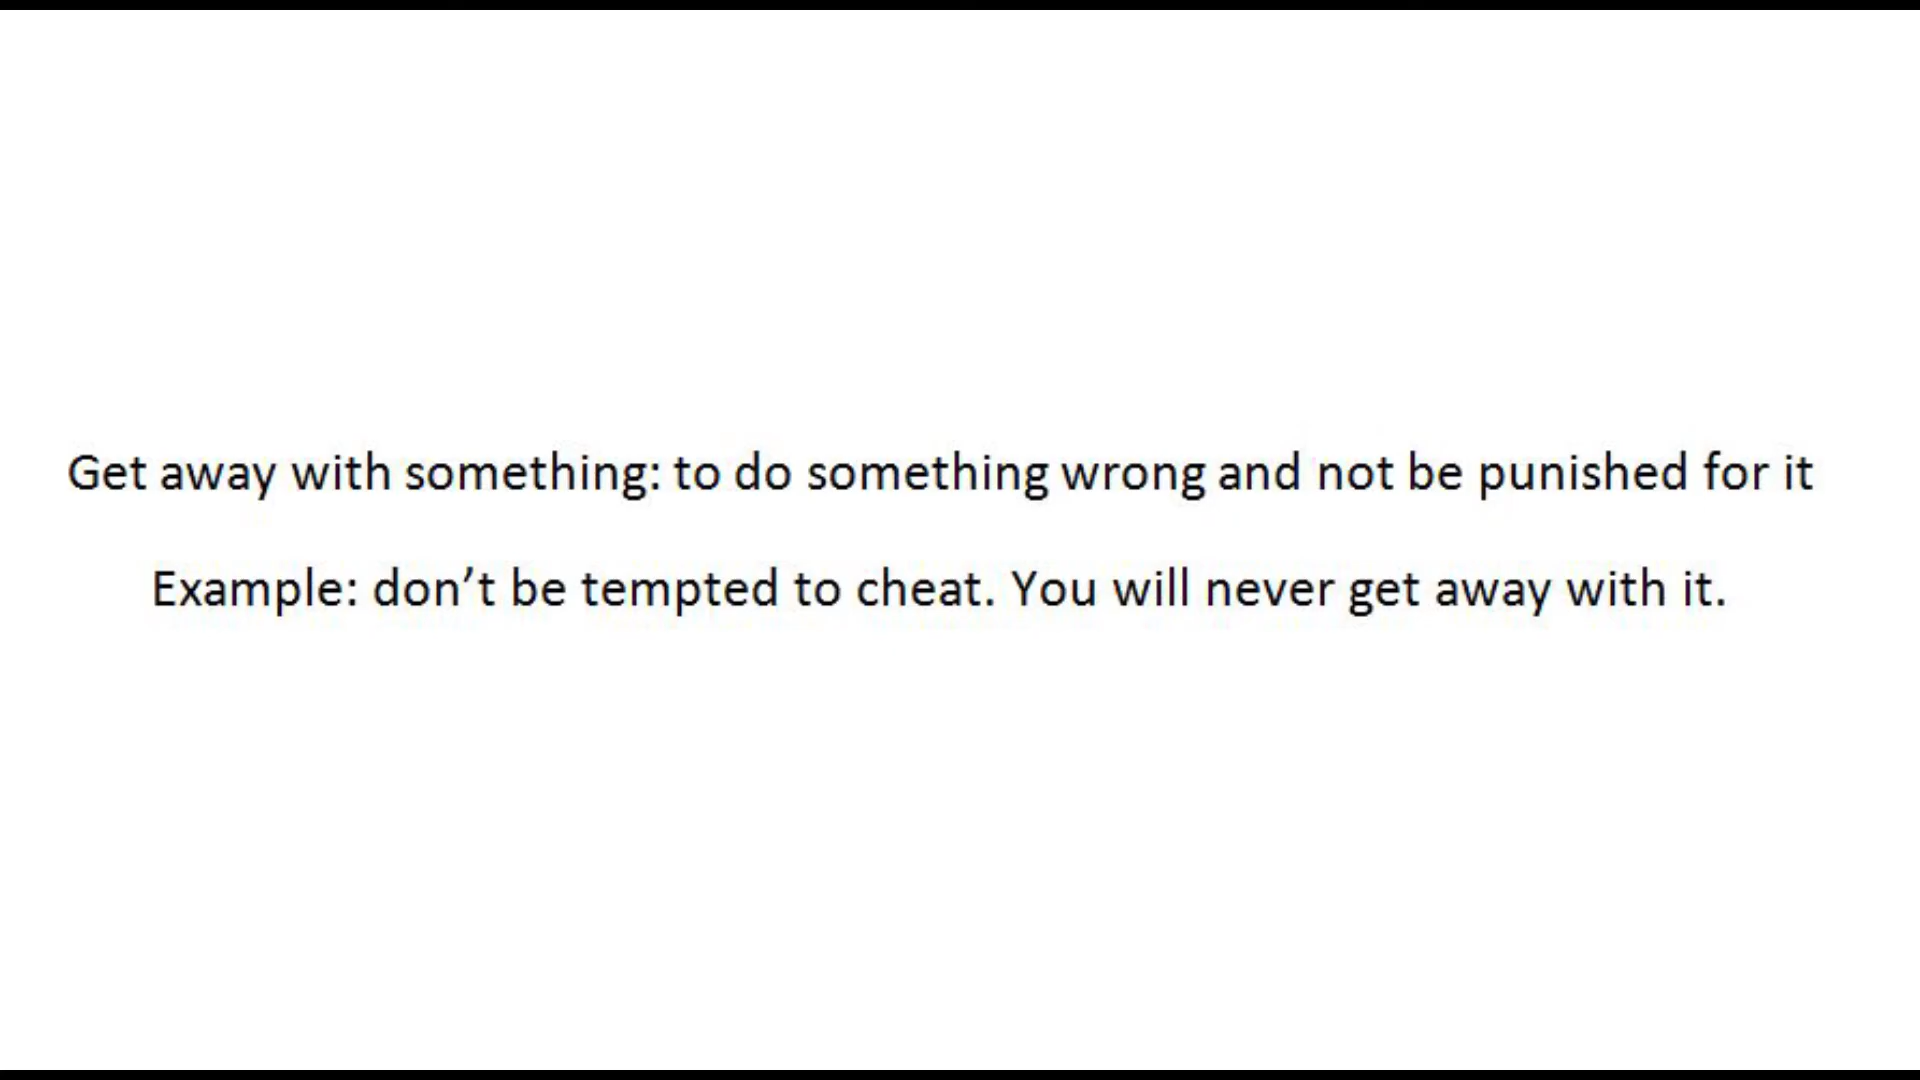 Get away with something: to do something wrong and not be punished for it
Example: don’t be tempted to cheat. You will never get away with it.